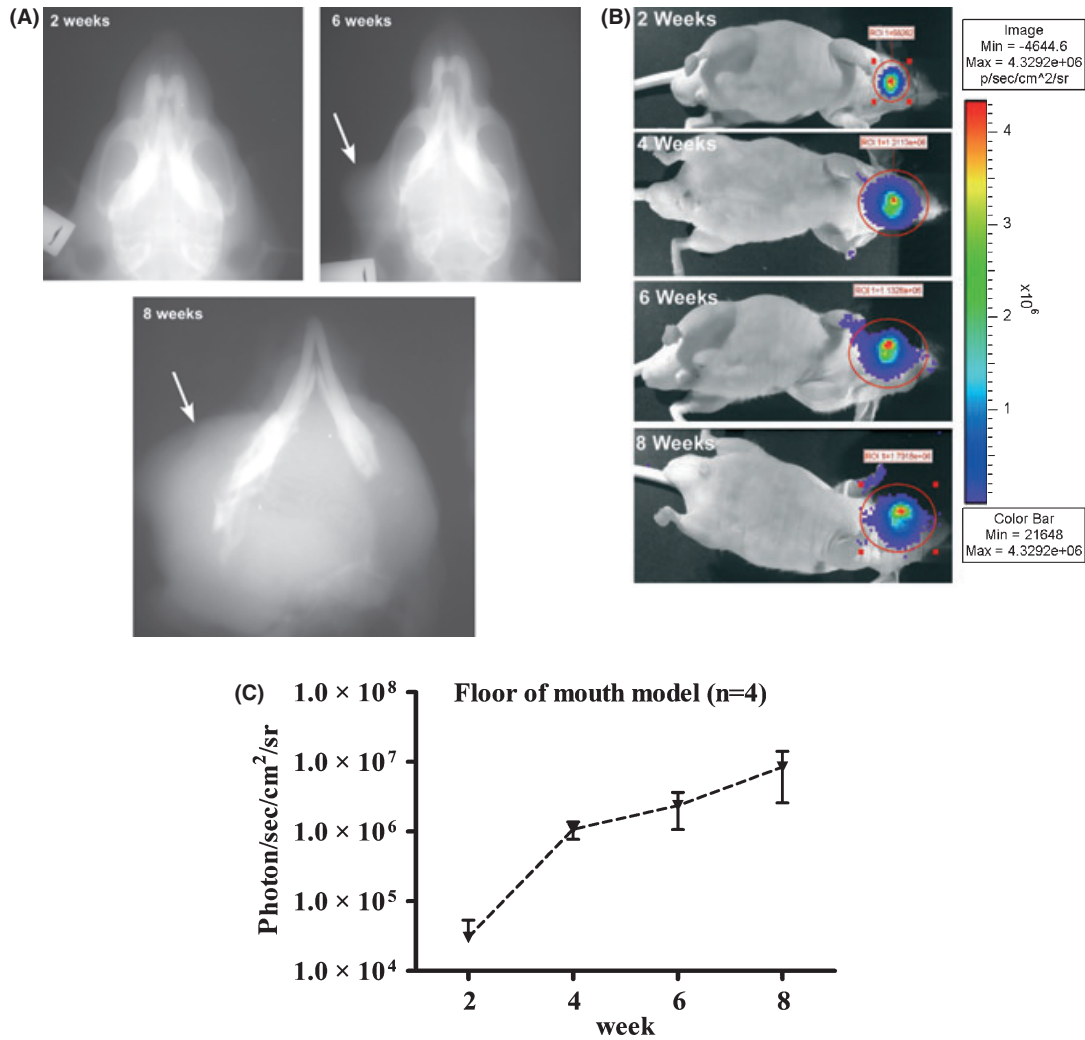 (A)
2 weeks
6 weeks
8 weeks
(B)
2 Weeks
4 Weeks
6 Weeks
8 Weeks
Image
Min = -4644.6
Max = 4.3292e+06
p/sec/cm^2/sr
4
3
2
1
x10⁶
Color Bar
Min = 21648
Max = 4.3292e+06
(C)
Floor of mouth model (n=4)
Photon/sec/cm²/sr
1.0 × 10⁸
1.0 × 10⁷
1.0 × 10⁶
1.0 × 10⁵
1.0 × 10⁴
2 4 6 8
week